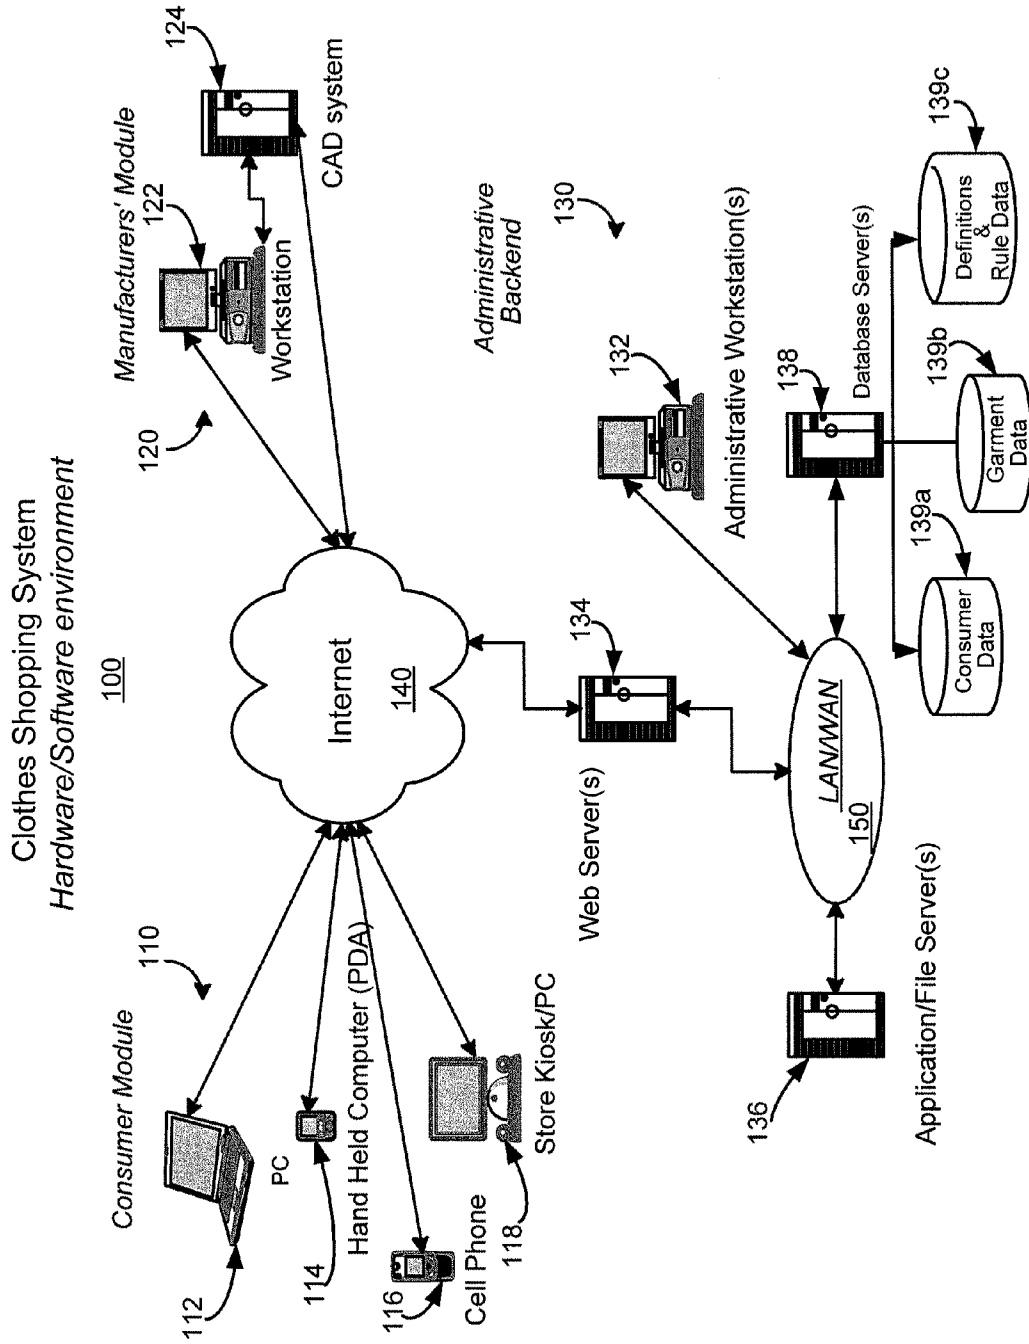 Clothes Shopping System
Hardware/Software environment
100
Consumer Module
110
112
PC
114
Hand Held Computer (PDA)
116
Cell Phone
118
Store Kiosk/PC
Internet
140
Manufacturers' Module
120
122
Workstation
124
CAD system
Administrative
Backend
130
Web Server(s)
134
132
Administrative Workstation(s)
136
Application/File Server(s)
LAN/WAN
150
138
Database Server(s)
139a
Consumer
Data
139b
Garment
Data
139c
Definitions
&
Rule Data